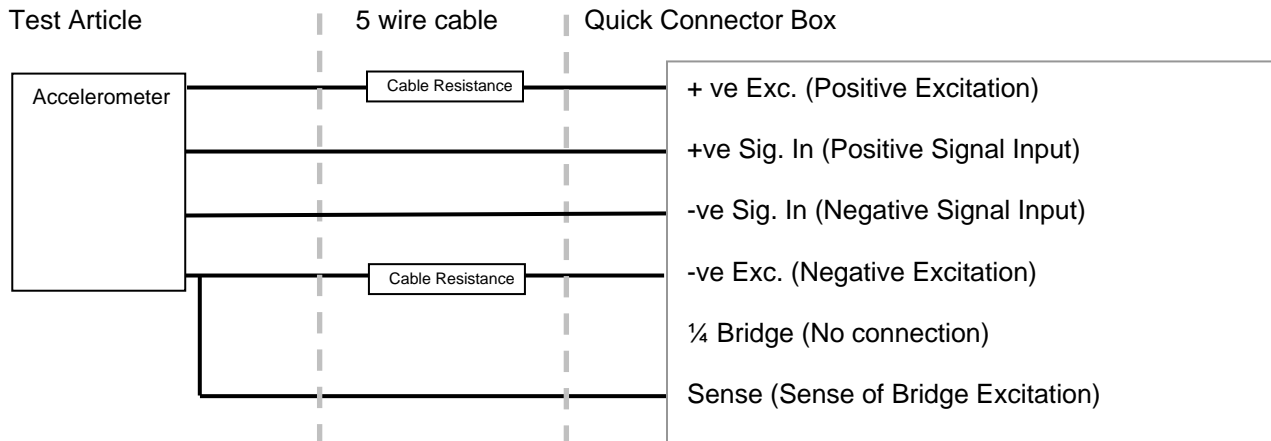 Test Article 5 wire cable Quick Connector Box
Accelerometer
Cable Resistance
+ ve Exc. (Positive Excitation)
+ve Sig. In (Positive Signal Input)
-ve Sig. In (Negative Signal Input)
Cable Resistance
-ve Exc. (Negative Excitation)
¼ Bridge (No connection)
Sense (Sense of Bridge Excitation)